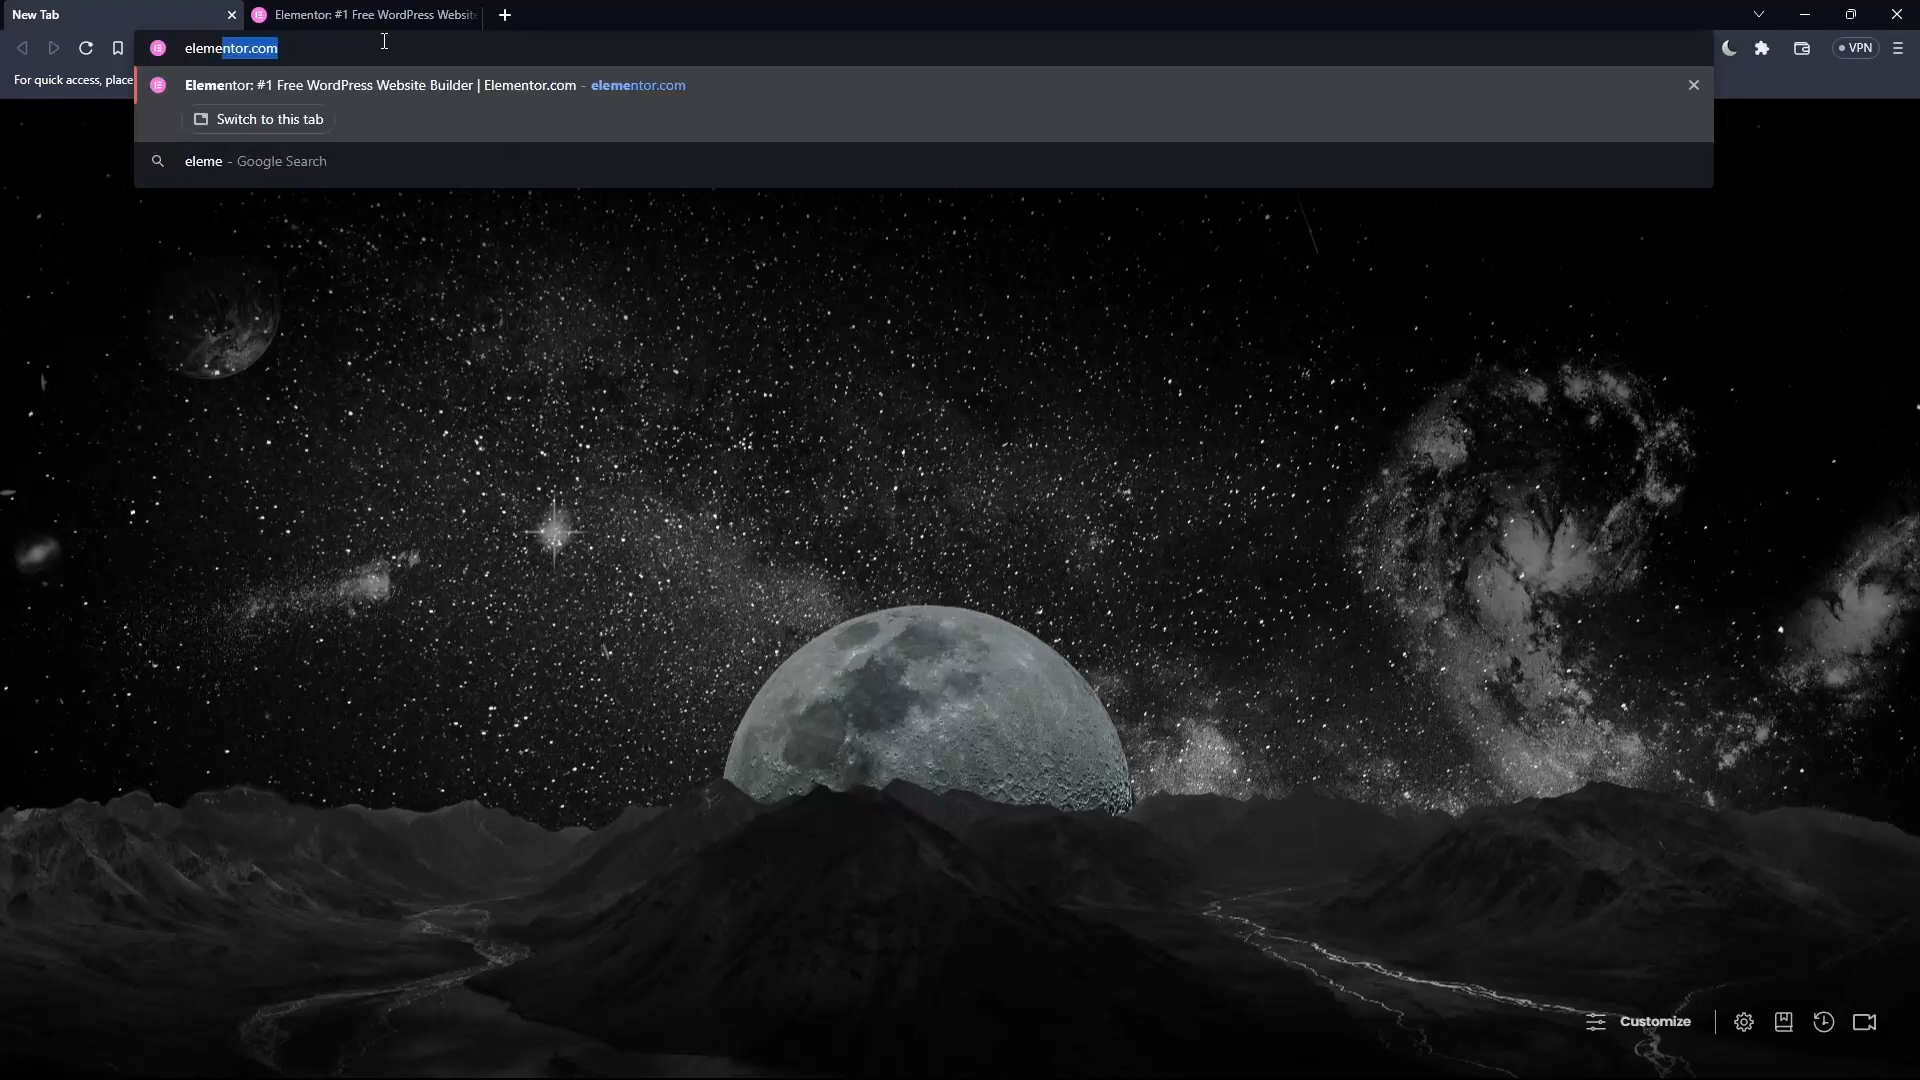 New Tab
Elementor: #1 Free WordPress Websit
elementor.com
VPN
For quick access, place
Elementor: #1 Free WordPress Website Builder | Elementor.com - elementor.com
Switch to this tab
eleme - Google Search
Customize